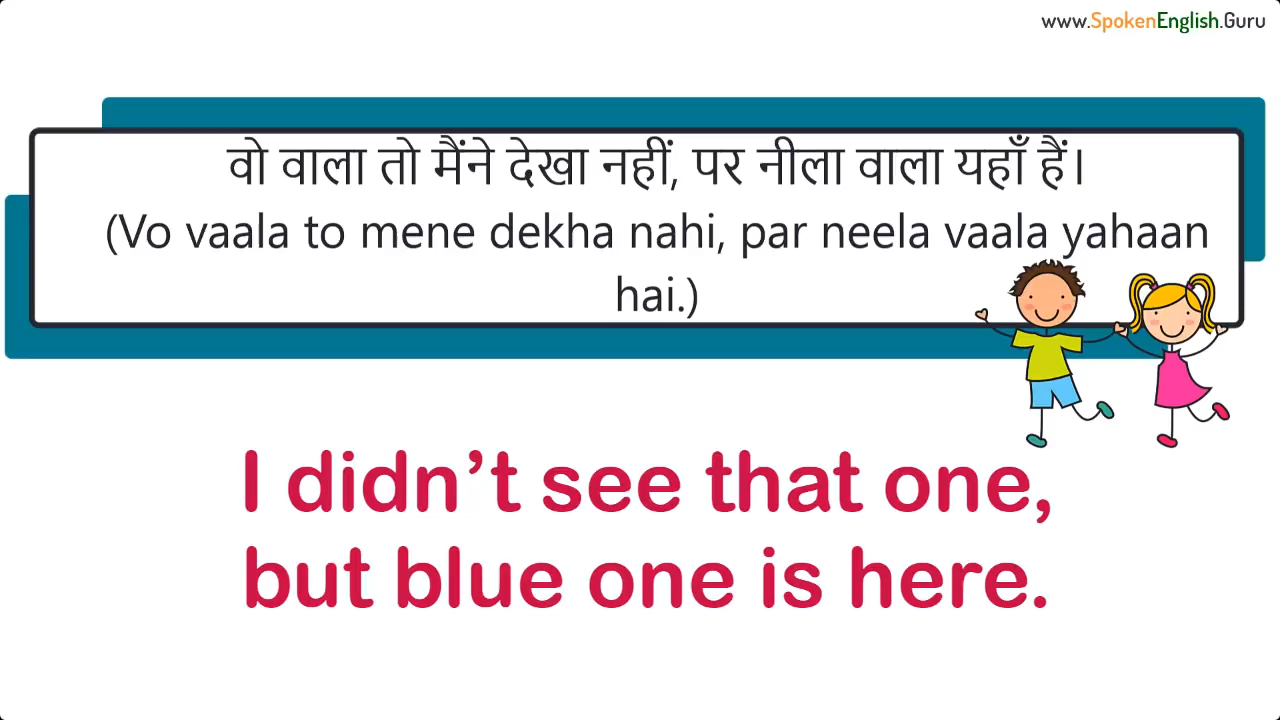 www.SpokenEnglish.Guru
वो वाला तो मैंने देखा नहीं, पर नीला वाला यहाँ हैं।
(Vo vaala to mene dekha nahi, par neela vaala yahaan
hai.)
I didn’t see that one,
but blue one is here.